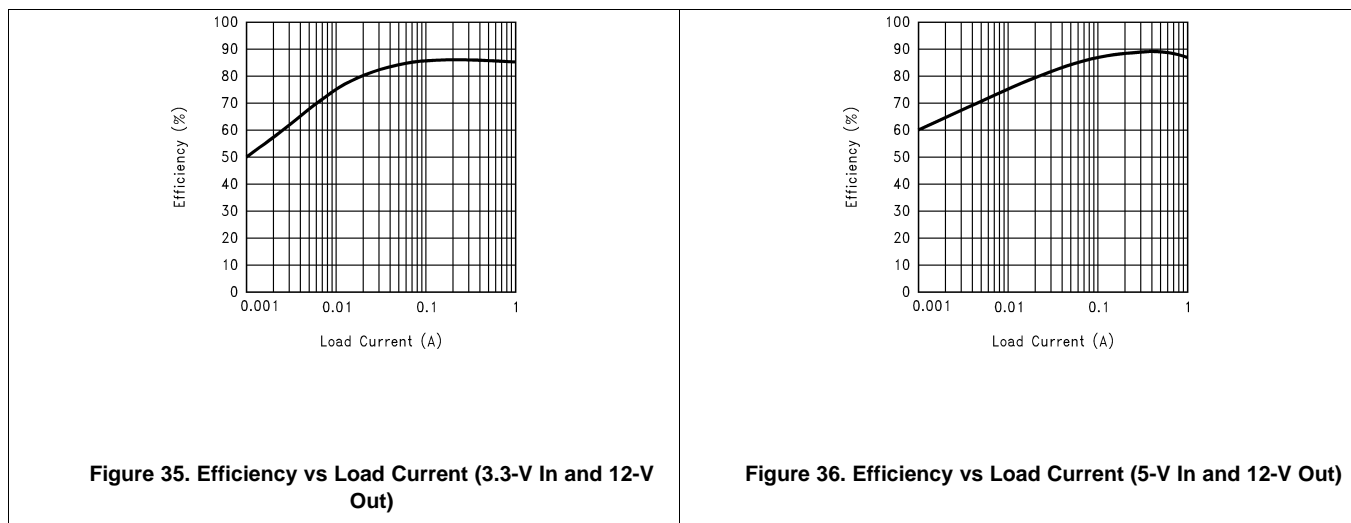 100
90
80
70
60
50
40
30
20
10
0
Efficiency (%)
0.001 0.01 0.1 1
Load Current (A)
Figure 35. Efficiency vs Load Current (3.3-V In and 12-V
Out)
100
90
80
70
60
50
40
30
20
10
0
Efficiency (%)
0.001 0.01 0.1 1
Load Current (A)
Figure 36. Efficiency vs Load Current (5-V In and 12-V Out)